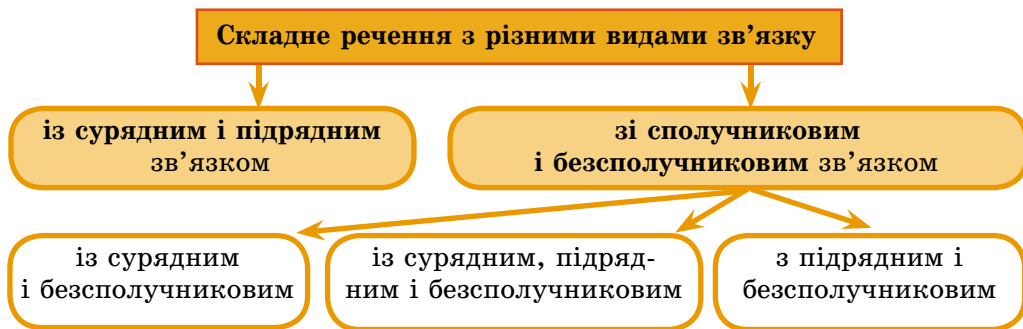 Складне речення з різними видами зв’язку
із сурядним і підрядним
зв’язком
зі сполучниковим
і безсполучниковим зв’язком
із сурядним
і безсполучниковим
із сурядним, підряд-
ним і безсполучниковим
з підрядним і
безсполучниковим